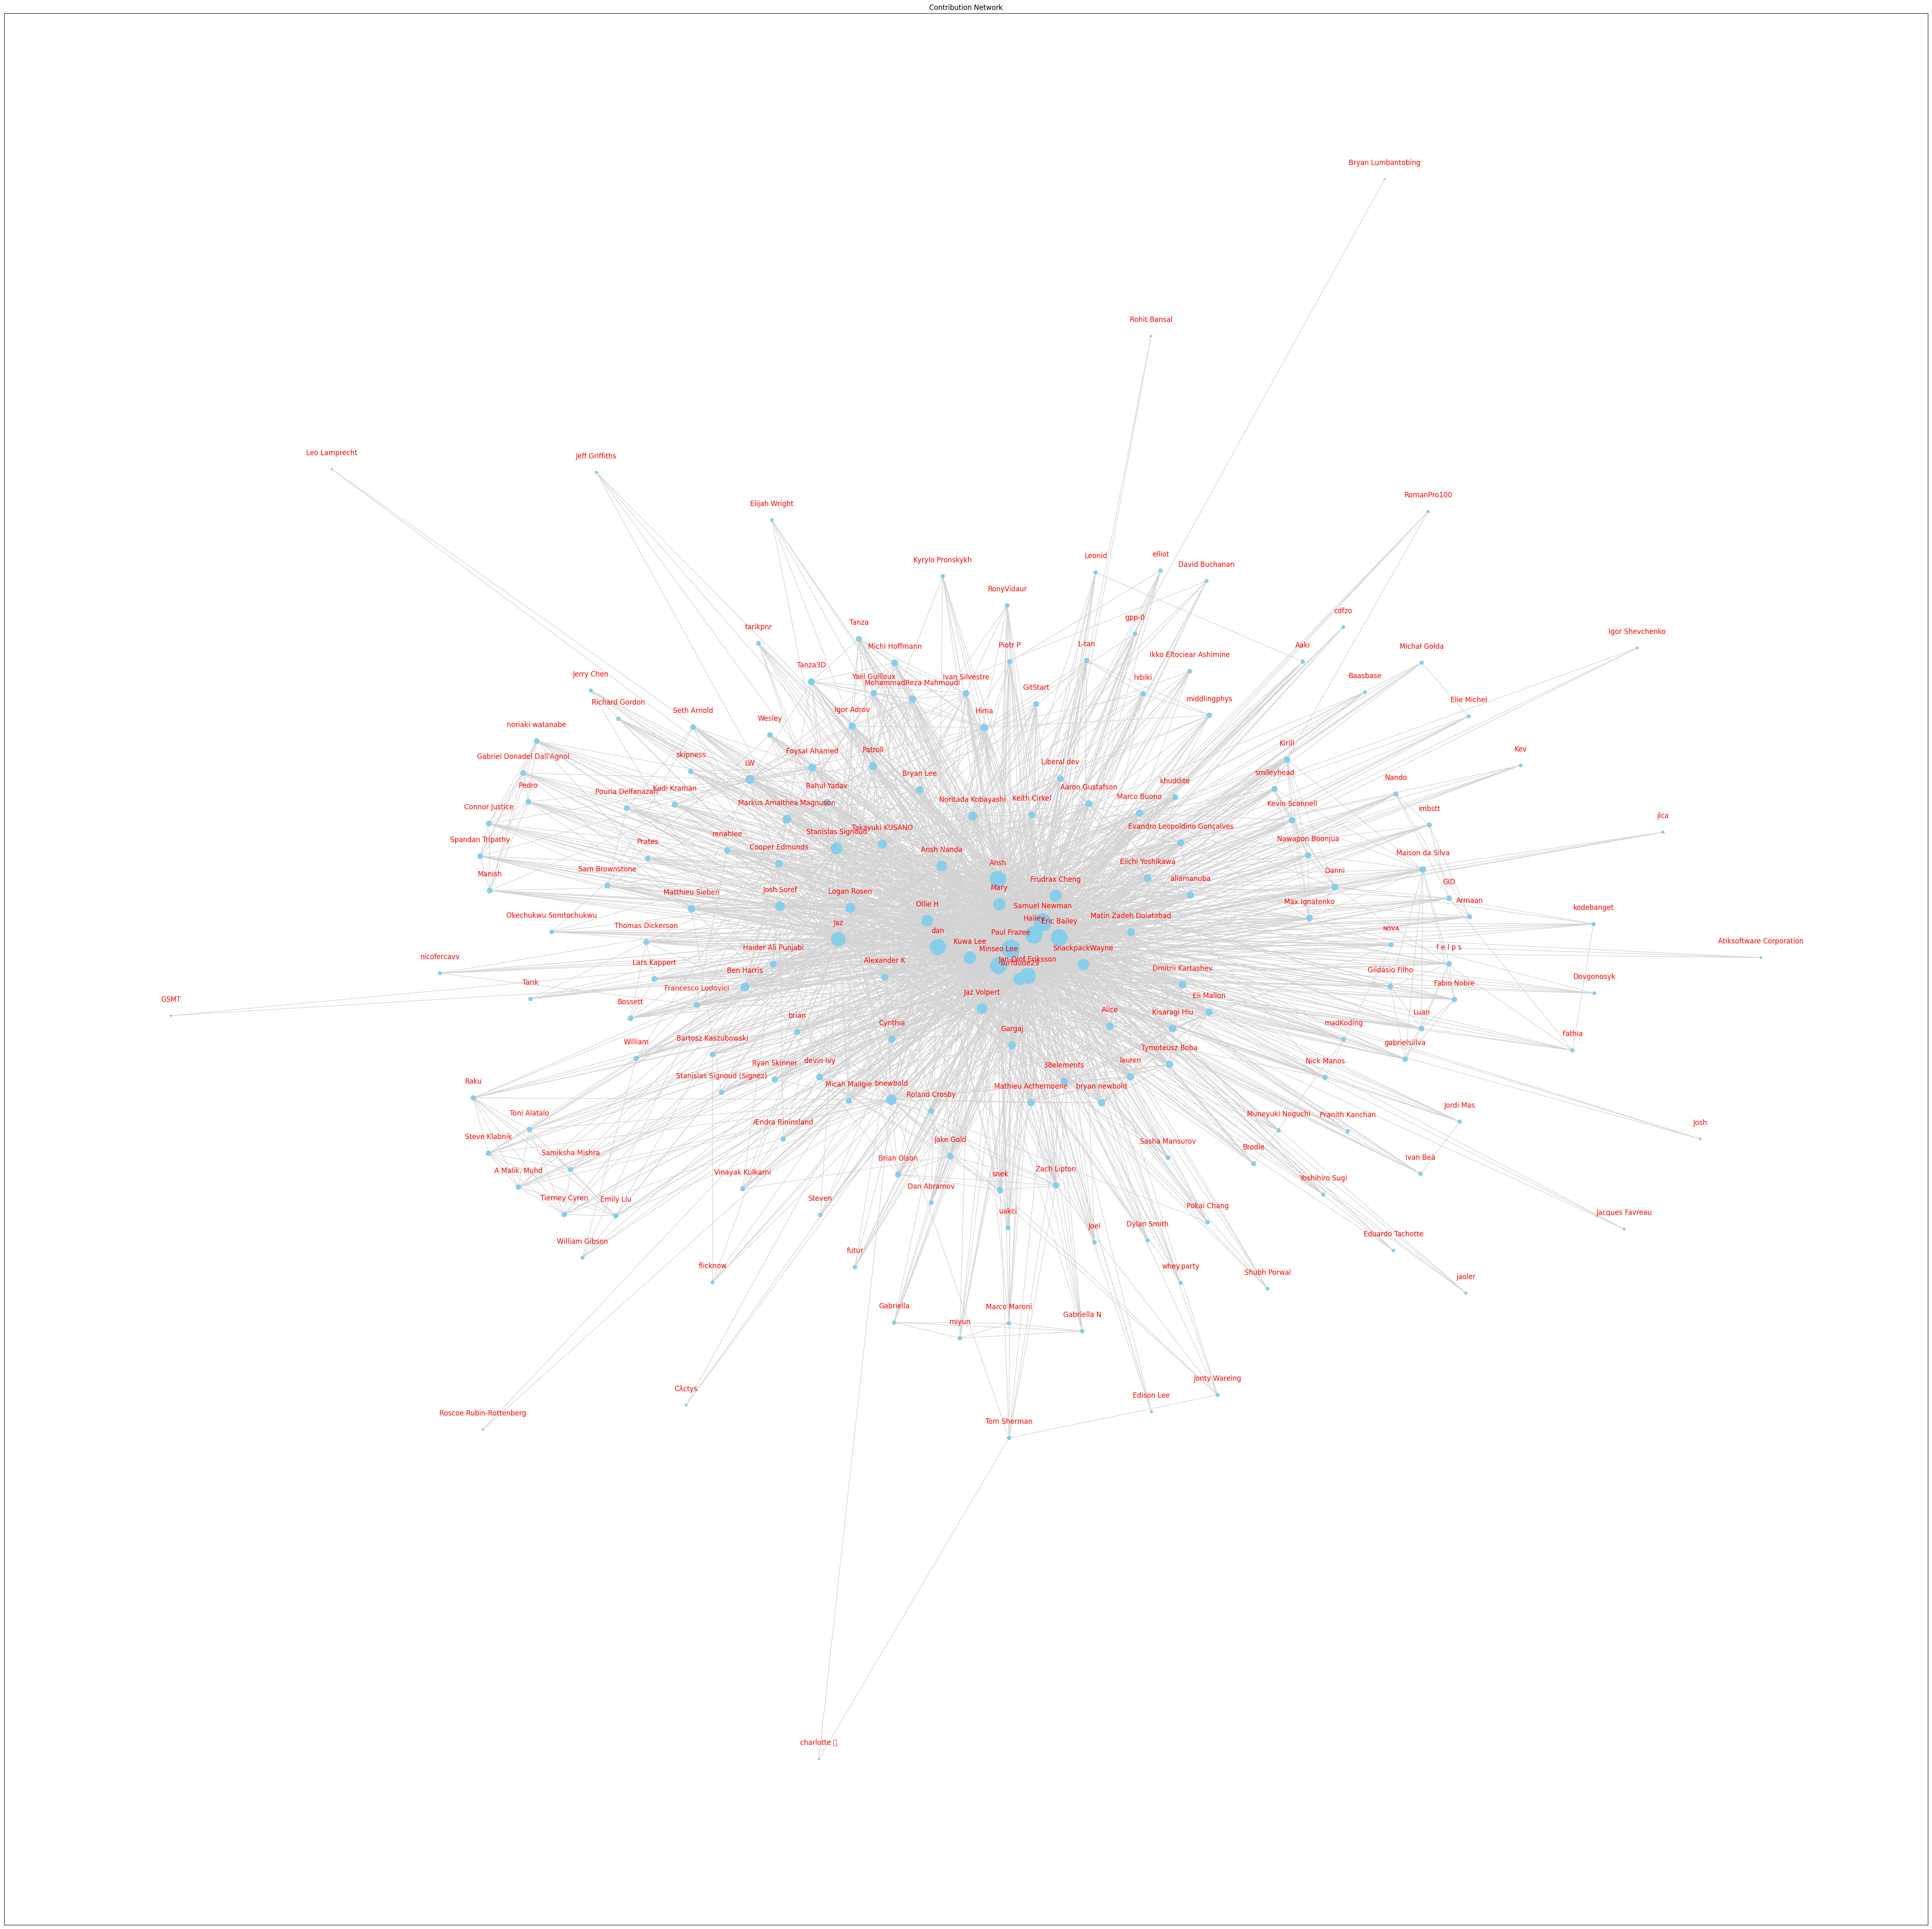 Contribution Network
Bryan Lumbantobing
Rohit Bansal
Leo Lamprecht
Jeff Griffiths
RomanPro100
Elijah Wright
elliot
Leonid
Kyrylo Pronskykh
David Buchanan
RonyVidaur
cdfzo
gpp-0
Tanza
tarikpnr
Igor Shevchenko
L-tan
Piotr P
Aaki
Michi Hoffmann
Michał Gołda
Ikko Eltociear Ashimine
Tanza3D
Jerry Chen
Yaël Guilloux
Ivan Silvestre
hibiki
Baasbase
MohammadReza Mahmoudi
GitStart
Richard Gordon
middlingphys
Elie Michel
Igor Adrov
Hima
Seth Arnold
Wesley
noriaki watanabe
Kirill
Foysal Ahamed
Patroll
Kev
skipness
Gabriel Donadel Dall'Agnol
LW
Liberal dev
Bryan Lee
smileyhead
Nando
khuddite
Pedro
Rahul Yadav
Aaron Gustafson
Kadi Kraman
Pouria Delfanazari
Marco Buono
Keith Cirkel
Noritada Kobayashi
Markus Amalthea Magnuson
Kevin Scannell
Connor Justice
imbstt
jlca
Evandro Leopoldino Gonçalves
Takayuki KUSANO
Stanislas Signoud
renahlee
Spandan Tripathy
Nawapon Boonjua
Prates
Cooper Edmunds
Ansh Nanda
Maison da Silva
Eiichi Yoshikawa
Ansh
Sam Brownstone
Danni
Manish
Frudrax Cheng
aliamanuba
GID
Mary
Josh Soref
Logan Rosen
Matthieu Sieben
Max Ignatenko
Armaan
Ollie H
Samuel Newman
kodebanget
Okechukwu Somtochukwu
Matin Zadeh Dolatabad
Hailey
Eric Bailey
Jaz
Thomas Dickerson
NOVA
dan
Paul Frazee
Kuwa Lee
Atiksoftware Corporation
Haider Ali Punjabi
Minseo Lee
SnackpackWayne
f e l p s
nicofercavv
Jan-Olof Eriksson
Alexander K
Lars Kappert
surfdude29
Dmitrii Kartashev
Ben Harris
Gildásio Filho
Fabio Nobre
Dovgonosyk
Tank
Francesco Lodovici
Jaz Volpert
Eli Mallon
GSMT
Bossett
Alice
Kisaragi Hiu
Luan
brian
Cynthia
madKoding
Gargaj
Fathia
Bartosz Kaszubowski
William
gabrielsiilva
Tymoteusz Boba
Ryan Skinner
devin ivy
lauren
Nick Manos
38elements
Stanislas Signoud (Signez)
Raku
Micah Maligie
bnewbold
Mathieu Acthernoene
bryan newbold
Roland Crosby
Jordi Mas
Toni Alatalo
Muneyuki Noguchi
Pranith Kanchan
Ændra Rininsland
Josh
Steve Klabnik
Jake Gold
Sasha Mansurov
Brodie
Samiksha Mishra
Brian Olson
Ivan Beà
A Malik, Muhd
Vinayak Kulkarni
Zach Lipton
snek
Yoshihiro Sugi
Dan Abramov
Tierney Cyren
Emily Liu
Steven
Pokai Chang
uakci
Jacques Favreau
Joel
Dylan Smith
Eduardo Tachotte
William Gibson
futur
flicknow
whey.party
Shubh Porwal
jaoler
Gabriella
Marco Maroni
miyun
Gabriella N
Jonty Wareing
Cλctys
Edison Lee
Roscoe Rubin-Rottenberg
Tom Sherman
charlotte